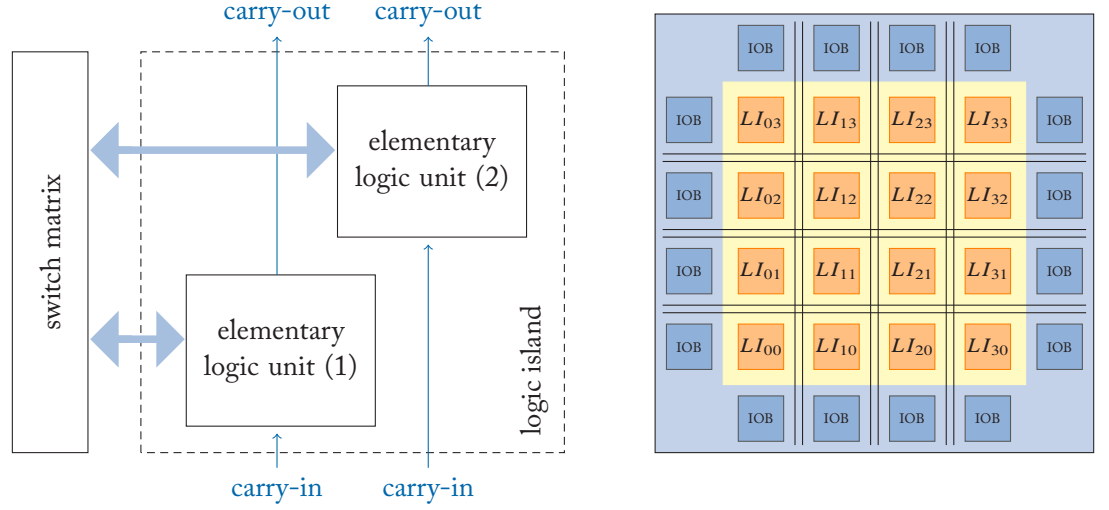 carry-out carry-out
switch matrix
elementary
logic unit (2)
elementary
logic unit (1)
logic island
carry-in carry-in
IOB IOB IOB IOB
IOB LI03 LI13 LI23 LI33 IOB
IOB LI02 LI12 LI22 LI32 IOB
IOB LI01 LI11 LI21 LI31 IOB
IOB LI00 LI10 LI20 LI30 IOB
IOB IOB IOB IOB